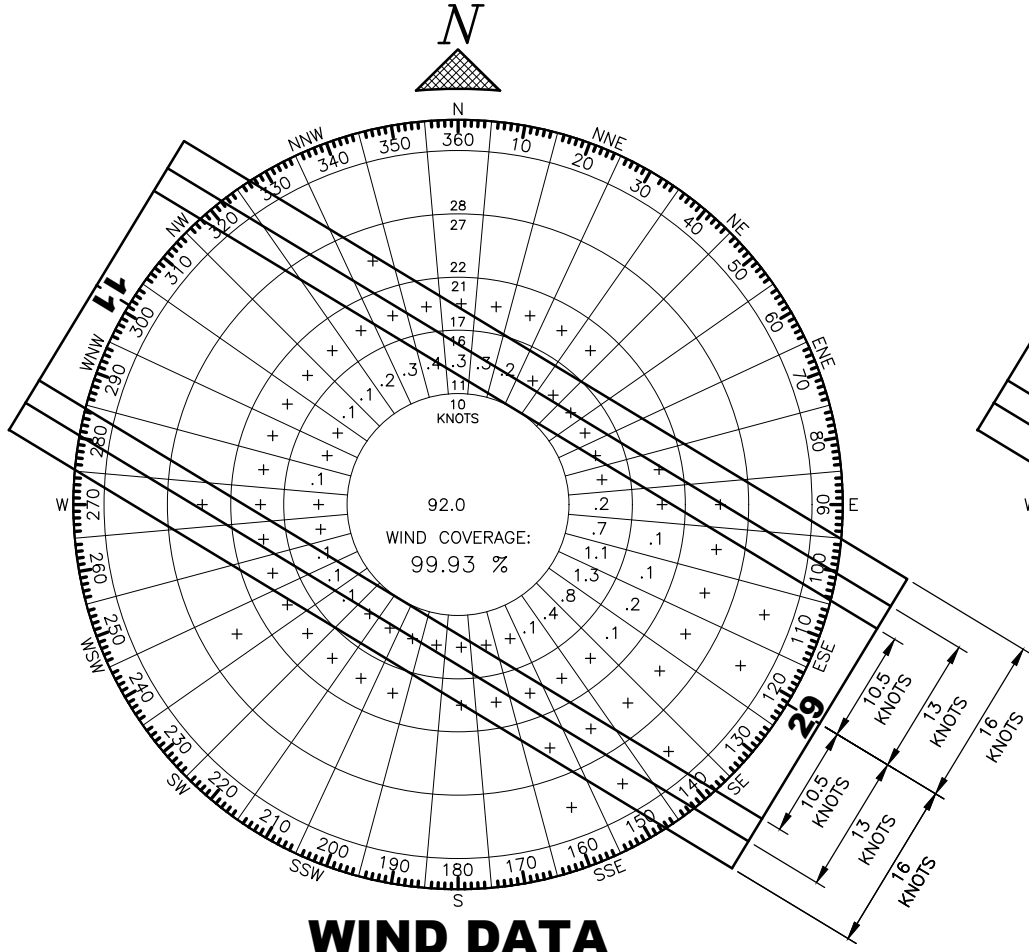 N
N
NNW
NNE
340
350
360
10
20
330
30
NW
320
28
27
40
NE
310
22
21
50
11
300
17
16
60
WNW
.1
.1
.2
.3
.4
.3
.3
.2
ENE
290
11
10
KNOTS
70
280
80
.1
W
270
92.0
.2
90
E
W
WIND COVERAGE:
99.93 %
.7
.1
260
.1
1.1
.1
100
.1
1.3
.2
250
.1
.8
.4
.1
.1
110
WSW
ESE
240
120
29
230
130
SW
SE
220
140
210
150
200
190
180
170
160
SSW
S
SSE
10.5
KNOTS
13
KNOTS
16
KNOTS
10.5
KNOTS
13
KNOTS
16
KNOTS
WIND DATA